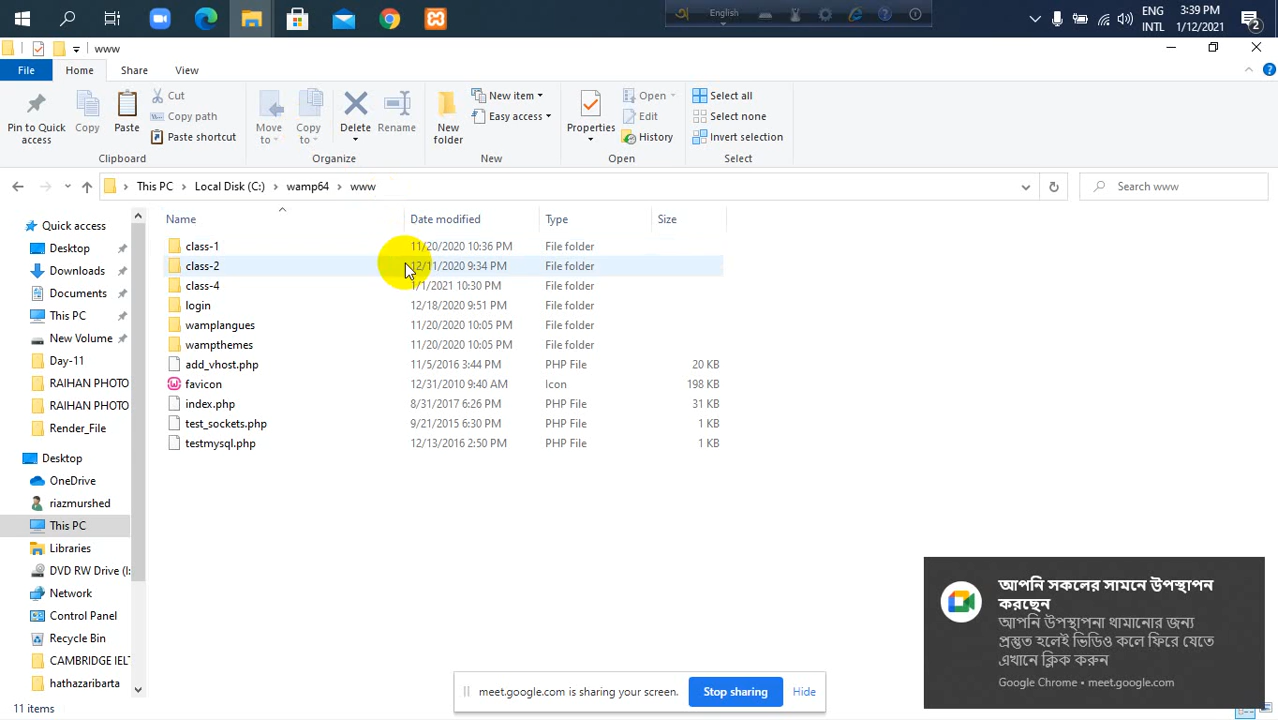 English
3:39 PM
ENG
INTL
1/12/2021
2
www
File Home Share View
Pin to Quick access
Copy
Paste
Cut
Copy path
Paste shortcut
Clipboard
Move to
Copy to
Delete
Rename
Organize
New folder
New item
Easy access
New
Properties
Open
Edit
History
Open
Select all
Select none
Invert selection
Select
This PC > Local Disk (C:) > wamp64 > www
Search www
Name Date modified Type Size
class-1 11/20/2020 10:36 PM File folder
class-2 12/11/2020 9:34 PM File folder
class-4 1/1/2021 10:30 PM File folder
login 12/18/2020 9:51 PM File folder
wamplangues 11/20/2020 10:05 PM File folder
wampthemes 11/20/2020 10:05 PM File folder
add_vhost.php 11/5/2016 3:44 PM PHP File 20 KB
favicon 12/31/2010 9:40 AM Icon 198 KB
index.php 8/31/2017 6:26 PM PHP File 31 KB
test_sockets.php 9/21/2015 6:30 PM PHP File 1 KB
testmysql.php 12/13/2016 2:50 PM PHP File 1 KB
Quick access
Desktop
Downloads
Documents
This PC
New Volume
Day-11
RAIHAN PHOTO
RAIHAN PHOTO
Render_File
Desktop
OneDrive
riazmurshed
This PC
Libraries
DVD RW Drive (I:
Network
Control Panel
Recycle Bin
CAMBRIDGE IEL
hathazaribarta
11 items
আপনি সকলের সামনে উপস্থাপন
করছেন
আপনি উপস্থাপনা থামানোর জন্য
প্রস্তুত হলেই ভিডিও কলে ফিরে যেতে
এখানে ক্লিক করুন
Google Chrome • meet.google.com
meet.google.com is sharing your screen.
Stop sharing
Hide